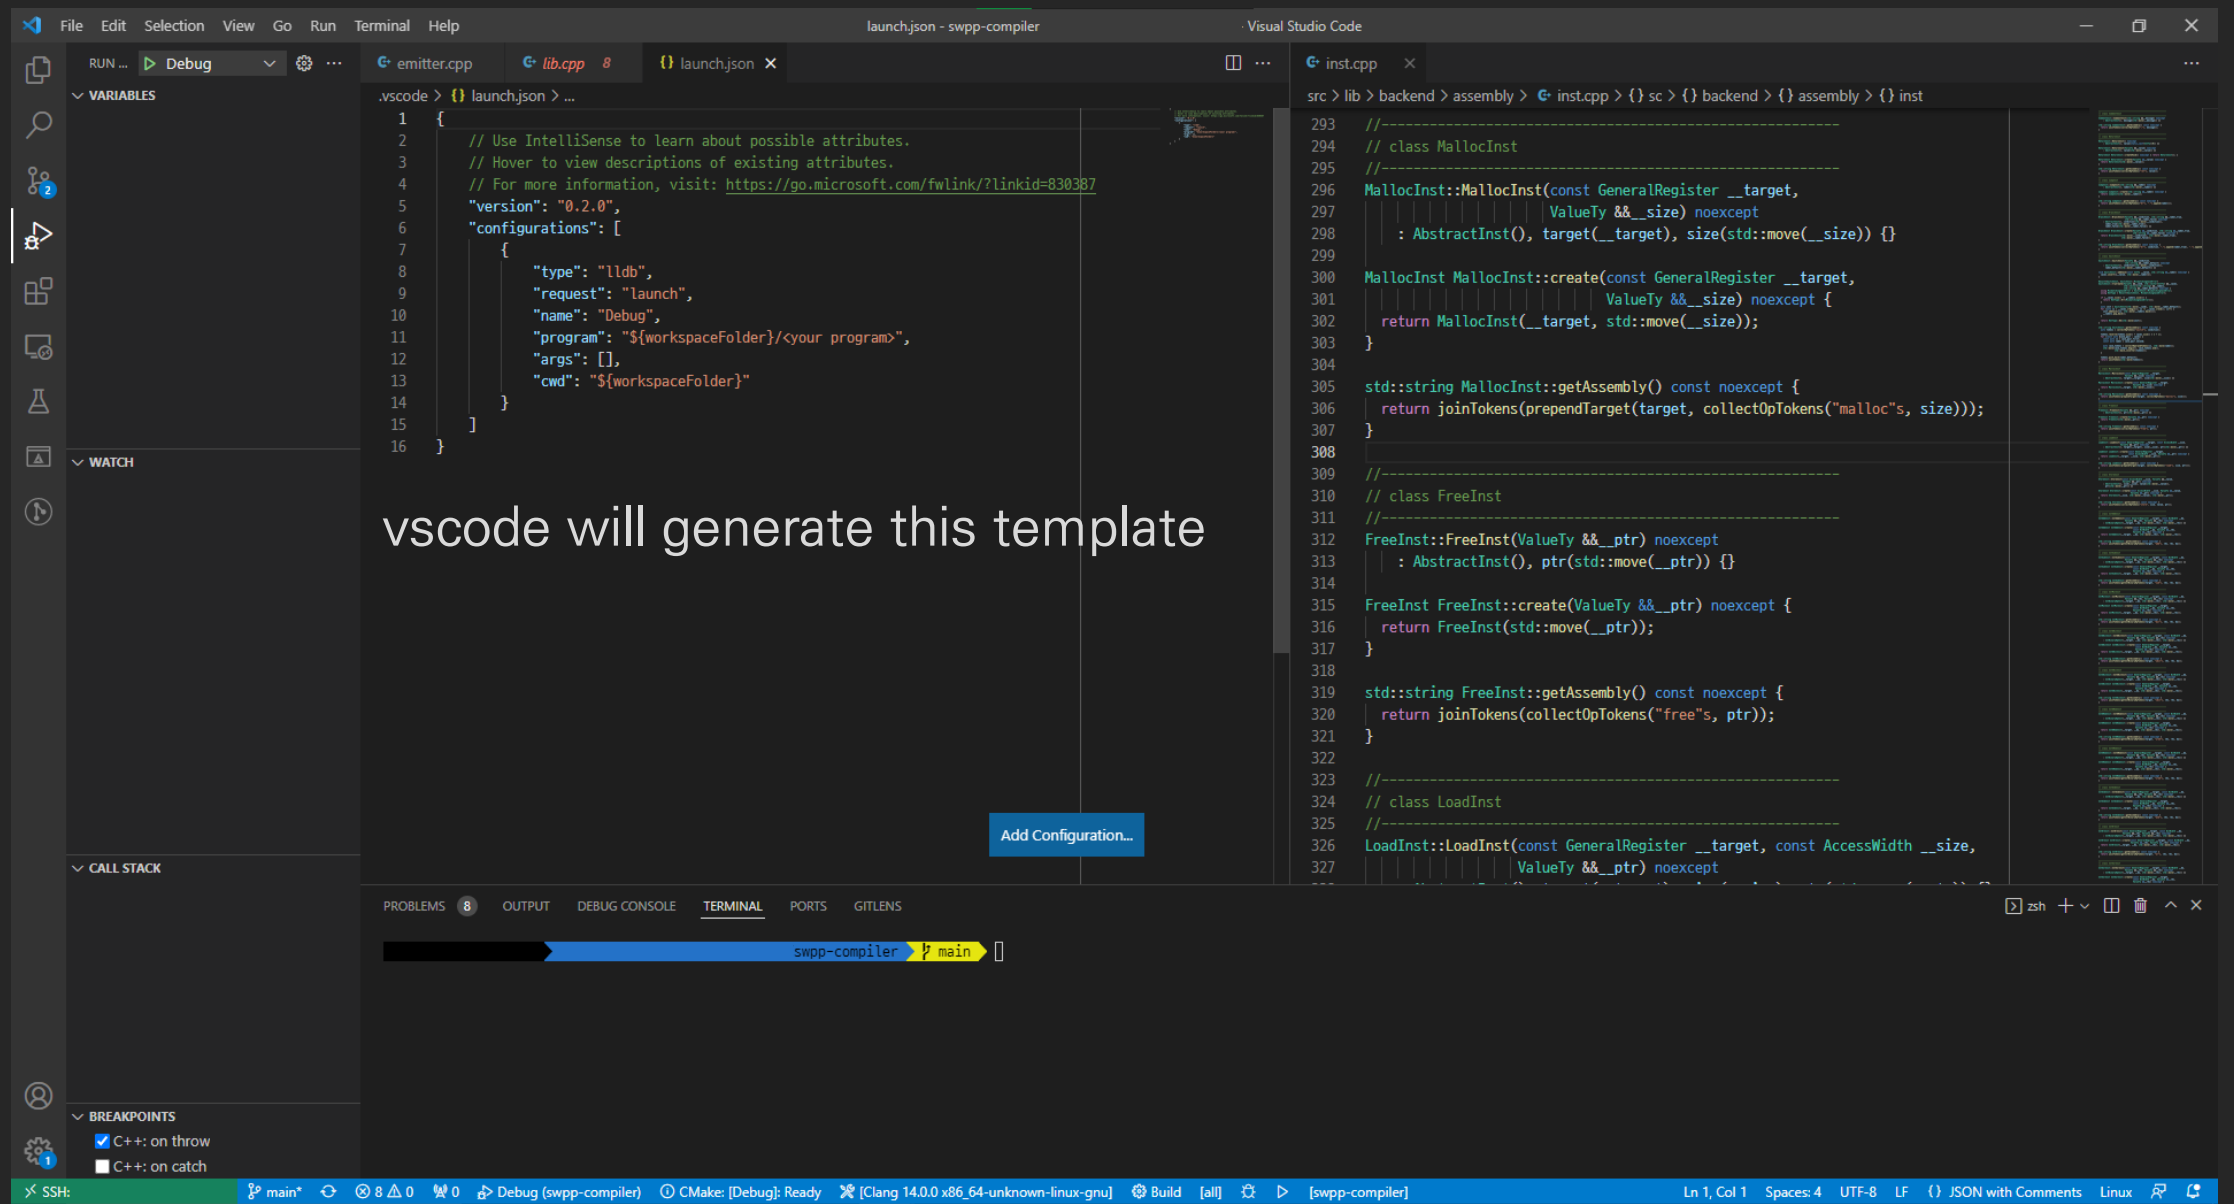 File Edit Selection View Go Run Terminal Help
launch.json - swpp-compiler
- Visual Studio Code
RUN ... Debug
emitter.cpp
lib.cpp 8
{} launch.json
inst.cpp
VARIABLES
.vscode > {} launch.json > ...
src > lib > backend > assembly > inst.cpp > {} sc > {} backend > {} assembly > {} inst
1 {
2 // Use IntelliSense to learn about possible attributes.
3 // Hover to view descriptions of existing attributes.
4 // For more information, visit: https://go.microsoft.com/fwlink/?linkid=830387
5 "version": "0.2.0",
6 "configurations": [
7 {
8 "type": "lldb",
9 "request": "launch",
10 "name": "Debug",
11 "program": "${workspaceFolder}/<your program>",
12 "args": [],
13 "cwd": "${workspaceFolder}"
14 }
15 ]
16 }
vscode will generate this template
Add Configuration...
293 //---------------------------------------------------------
294 // class MallocInst
295 //---------------------------------------------------------
296 MallocInst::MallocInst(const GeneralRegister __target,
297 ValueTy &&__size) noexcept
298 : AbstractInst(), target(__target), size(std::move(__size)) {}
299
300 MallocInst MallocInst::create(const GeneralRegister __target,
301 ValueTy &&__size) noexcept {
302 return MallocInst(__target, std::move(__size));
303 }
304
305 std::string MallocInst::getAssembly() const noexcept {
306 return joinTokens(prependTarget(target, collectOpTokens("malloc"s, size)));
307 }
308
309 //---------------------------------------------------------
310 // class FreeInst
311 //---------------------------------------------------------
312 FreeInst::FreeInst(ValueTy &&__ptr) noexcept
313 : AbstractInst(), ptr(std::move(__ptr)) {}
314
315 FreeInst FreeInst::create(ValueTy &&__ptr) noexcept {
316 return FreeInst(std::move(__ptr));
317 }
318
319 std::string FreeInst::getAssembly() const noexcept {
320 return joinTokens(collectOpTokens("free"s, ptr));
321 }
322
323 //---------------------------------------------------------
324 // class LoadInst
325 //---------------------------------------------------------
326 LoadInst::LoadInst(const GeneralRegister __target, const AccessWidth __size,
327 ValueTy &&__ptr) noexcept
WATCH
CALL STACK
BREAKPOINTS
C++: on throw
C++: on catch
2
1
PROBLEMS 8 OUTPUT DEBUG CONSOLE TERMINAL PORTS GITLENS
zsh
swpp-compiler main
SSH: main* 8 0 0 Debug (swpp-compiler) CMake: [Debug]: Ready [Clang 14.0.0 x86_64-unknown-linux-gnu] Build [all] [swpp-compiler] Ln 1, Col 1 Spaces: 4 UTF-8 LF {} JSON with Comments Linux